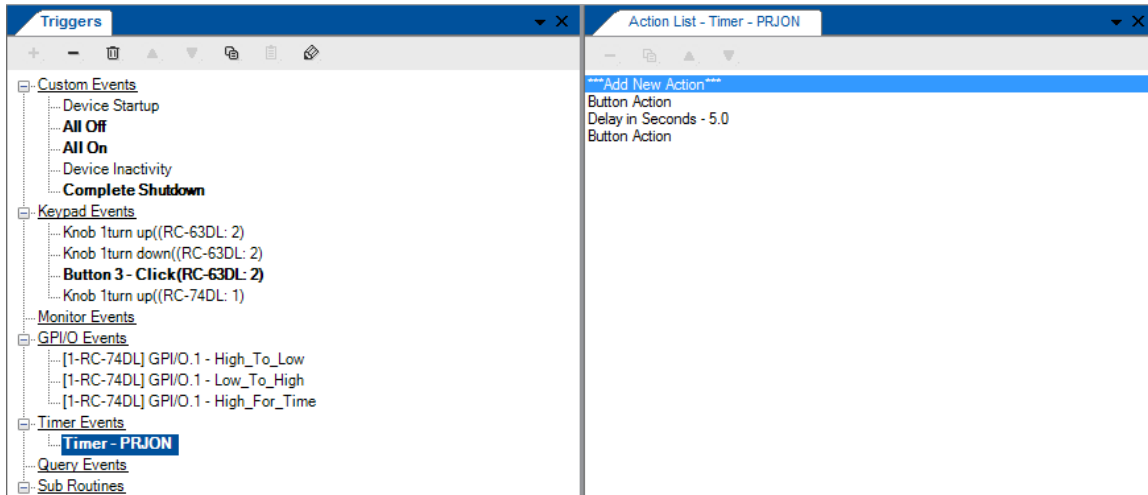 Triggers
Custom Events
Device Startup
All Off
All On
Device Inactivity
Complete Shutdown
Keypad Events
Knob 1turn up((RC-63DL: 2)
Knob 1turn down((RC-63DL: 2)
Button 3 - Click(RC-63DL: 2)
Knob 1turn up((RC-74DL: 1)
Monitor Events
GPI/O Events
[1-RC-74DL] GPI/O.1 - High_To_Low
[1-RC-74DL] GPI/O.1 - Low_To_High
[1-RC-74DL] GPI/O.1 - High_For_Time
Timer Events
Timer - PRJON
Query Events
Sub Routines
Action List - Timer - PRJON
***Add New Action***
Button Action
Delay in Seconds - 5.0
Button Action